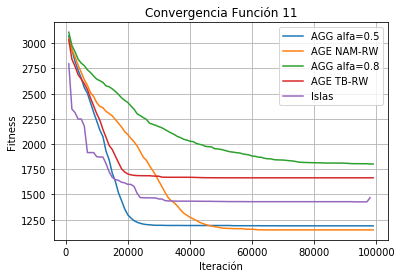 Convergencia Función 11
Fitness
3000
2750
2500
2250
2000
1750
1500
1250
0
20000
40000
60000
80000
100000
Iteración
AGG alfa=0.5
AGE NAM-RW
AGG alfa=0.8
AGE TB-RW
Islas